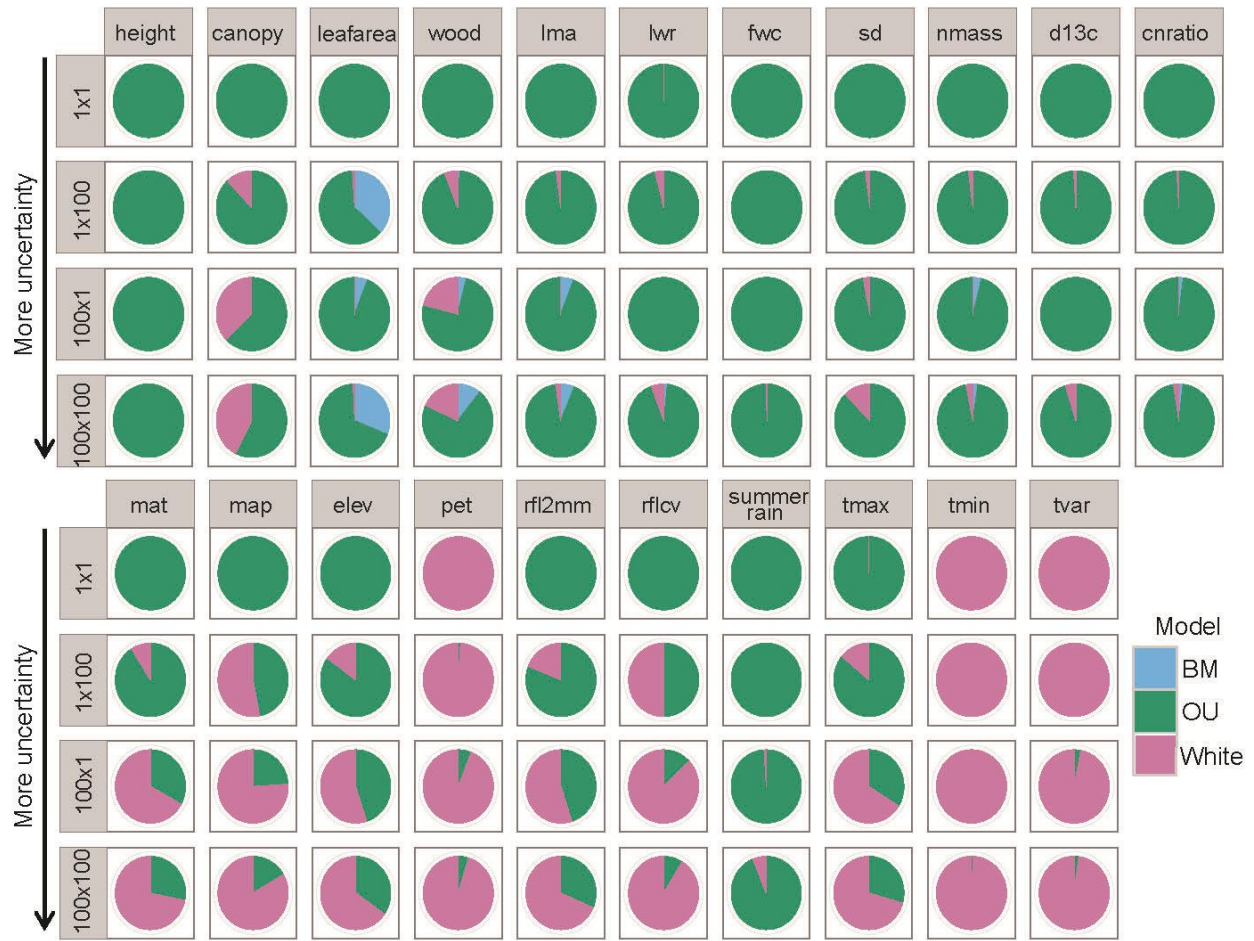 height canopy leafarea wood lma lwr fwc sd nmass d13c cnratio
More uncertainty
1x1
1x100
100x1
100x100
mat map elev pet rfl2mm rflcv summer rain tmax tmin tvar
More uncertainty
1x1
1x100
100x1
100x100
Model
BM
OU
White